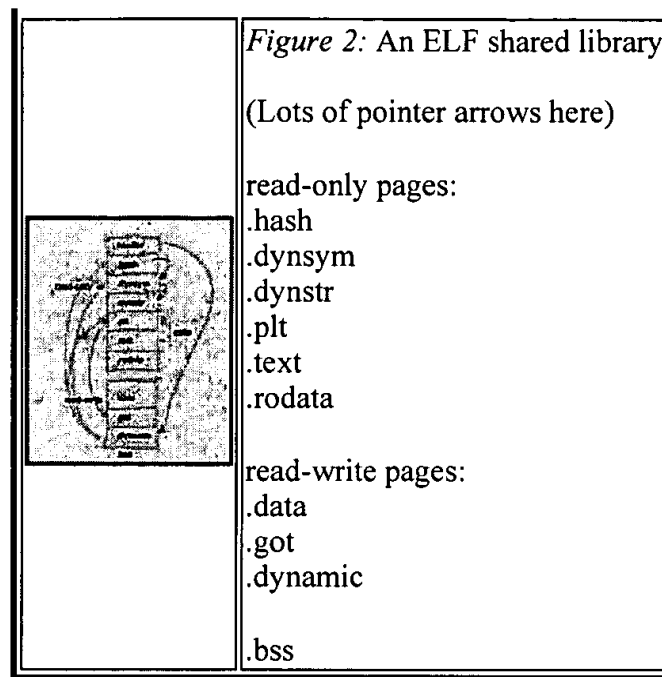 Figure 2: An ELF shared library
(Lots of pointer arrows here)
read-only pages:
.hash
.dynsym
.dynstr
.plt
.text
.rodata
read-write pages:
.data
.got
.dynamic
.bss